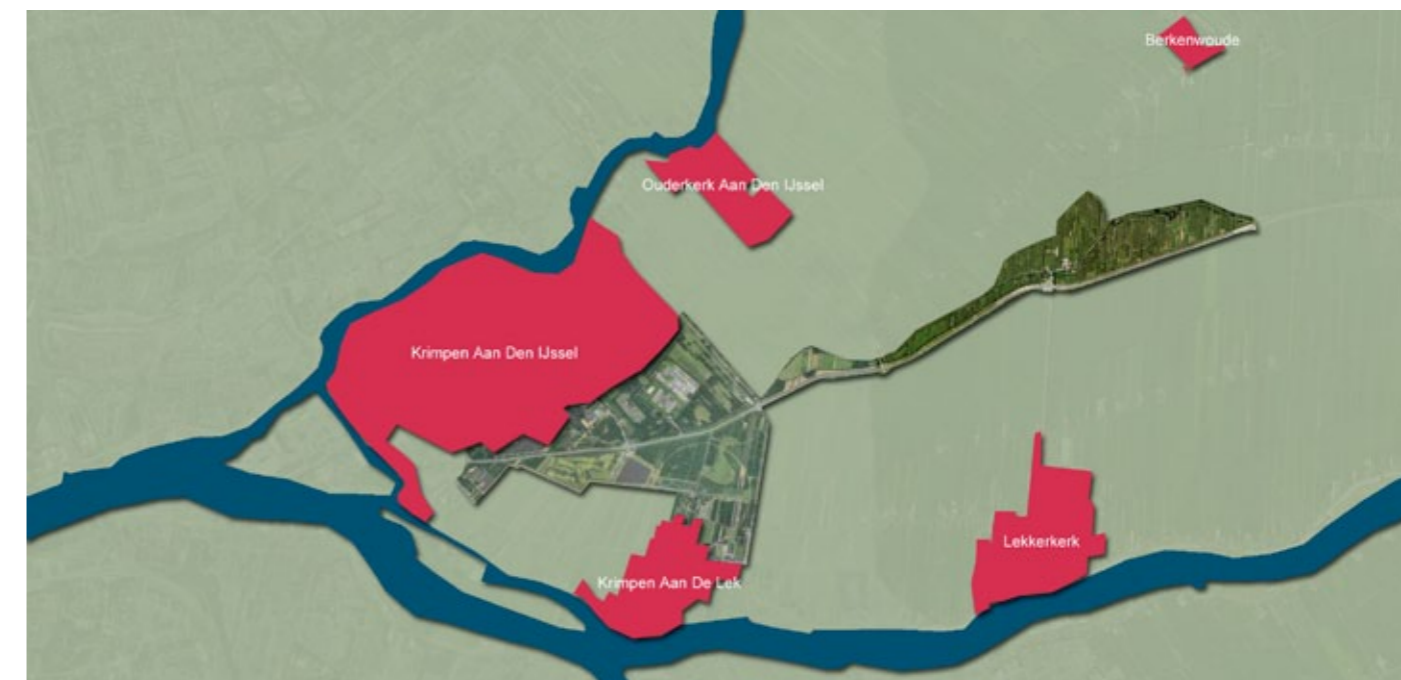 Berkenwoude
Ouderkerk Aan Den IJssel
Krimpen Aan Den IJssel
Lekkerkerk
Krimpen Aan De Lek